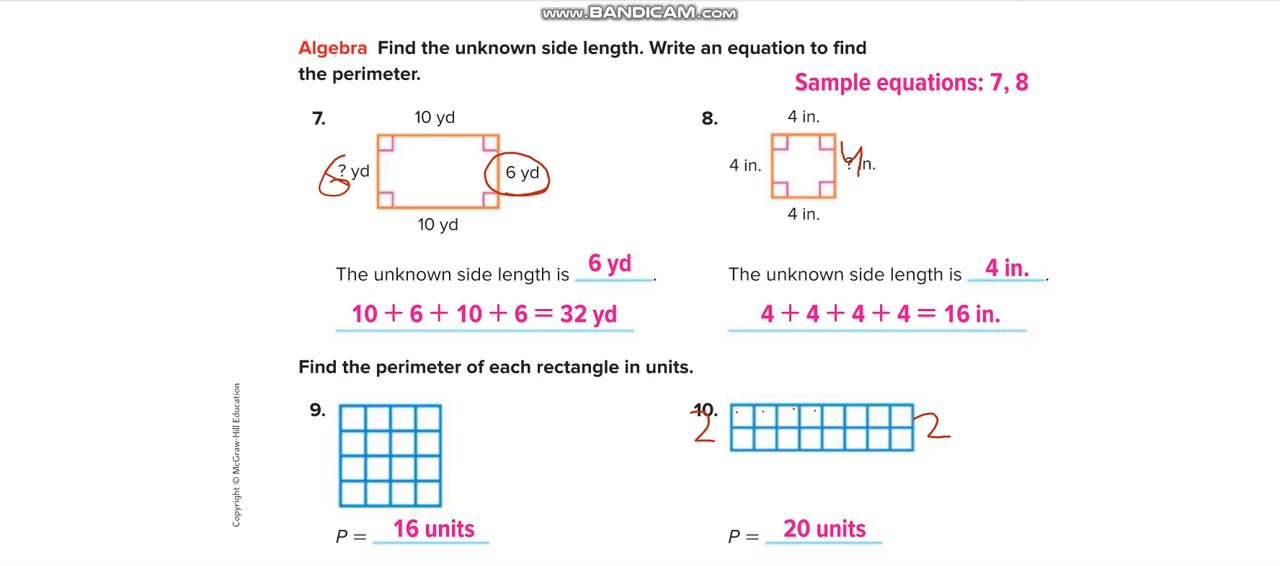 www.BANDICAM.com
Algebra Find the unknown side length. Write an equation to find
the perimeter.
Sample equations: 7, 8
7.
10 yd
6
? yd
6 yd
10 yd
The unknown side length is 6 yd.
10 + 6 + 10 + 6 = 32 yd
8.
4 in.
4 in.
4
? in.
4 in.
The unknown side length is 4 in.
4 + 4 + 4 + 4 = 16 in.
Find the perimeter of each rectangle in units.
9.
P = 16 units
10.
2
2
P = 20 units
Copyright © McGraw-Hill Education